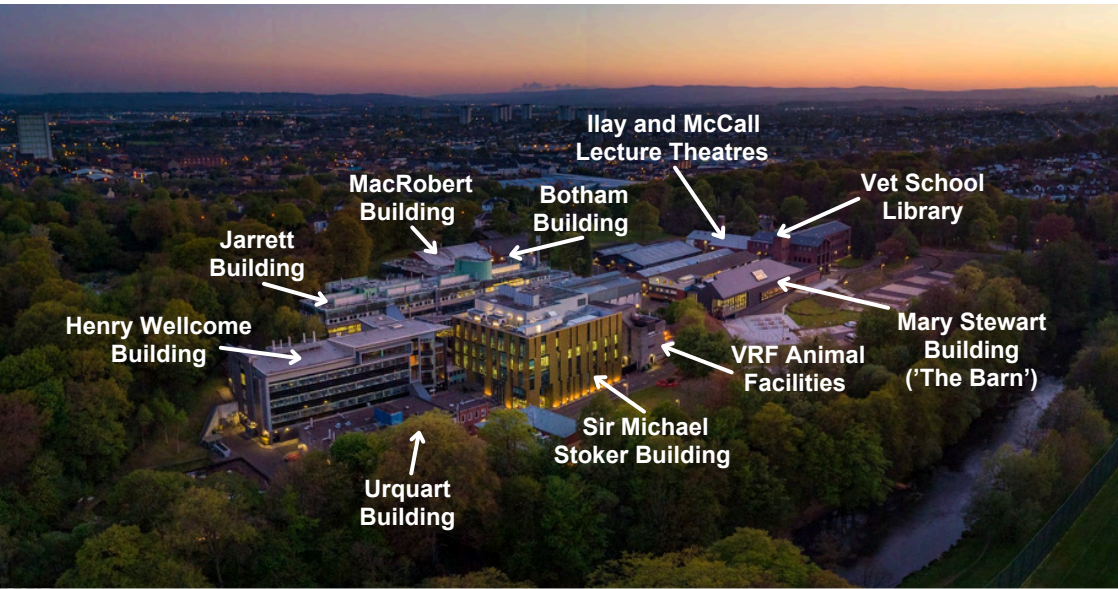 Ilay and McCall
Lecture Theatres
MacRobert
Building
Botham
Building
Vet School
Library
Jarrett
Building
Henry Wellcome
Building
Mary Stewart
Building
('The Barn')
VRF Animal
Facilities
Sir Michael
Stoker Building
Urquart
Building